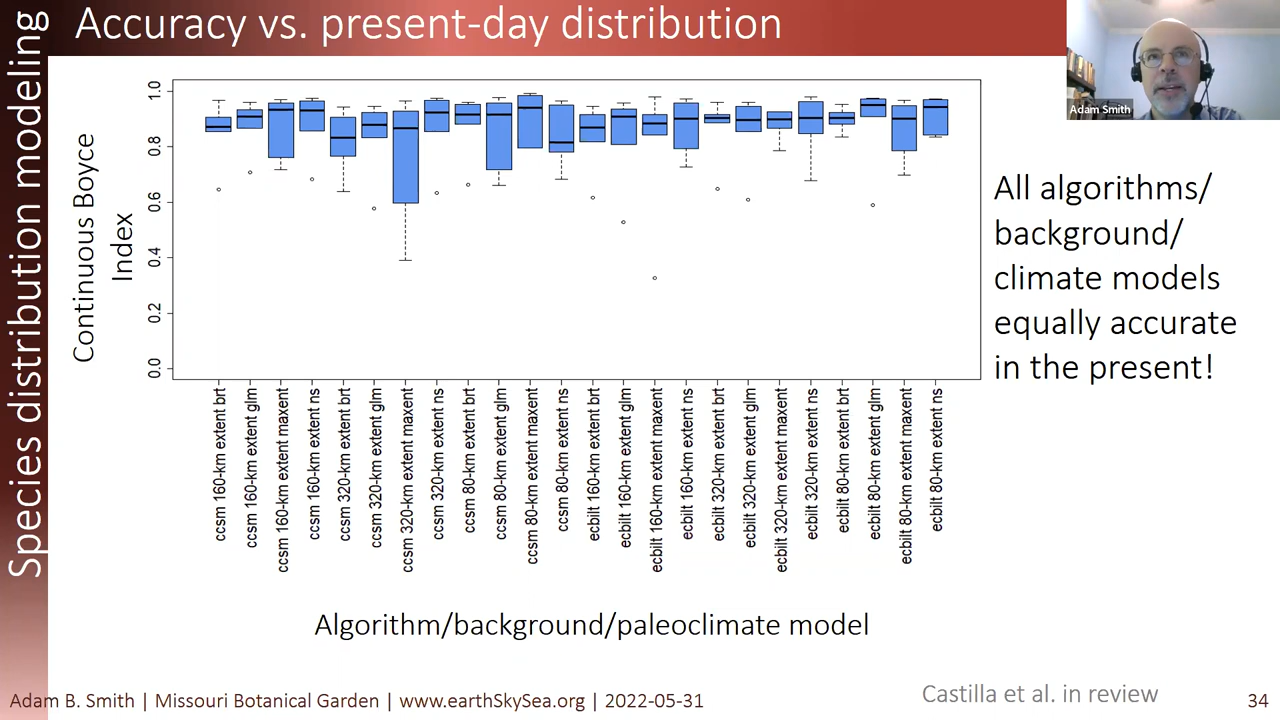 Accuracy vs. present-day distribution
Species distribution modeling
Adam Smith
Continuous Boyce
Index
1.0
0.8
0.6
0.4
0.2
0.0
ccsm 160-km extent brt
ccsm 160-km extent glm
ccsm 160-km extent maxent
ccsm 160-km extent ns
ccsm 320-km extent brt
ccsm 320-km extent glm
ccsm 320-km extent maxent
ccsm 320-km extent ns
ccsm 80-km extent brt
ccsm 80-km extent glm
ccsm 80-km extent maxent
ccsm 80-km extent ns
ecbilt 160-km extent brt
ecbilt 160-km extent glm
ecbilt 160-km extent maxent
ecbilt 160-km extent ns
ecbilt 320-km extent brt
ecbilt 320-km extent glm
ecbilt 320-km extent maxent
ecbilt 320-km extent ns
ecbilt 80-km extent brt
ecbilt 80-km extent glm
ecbilt 80-km extent maxent
ecbilt 80-km extent ns
Algorithm/background/paleoclimate model
All algorithms/
background/
climate models
equally accurate
in the present!
Adam B. Smith | Missouri Botanical Garden | www.earthSkySea.org | 2022-05-31
Castilla et al. in review
34